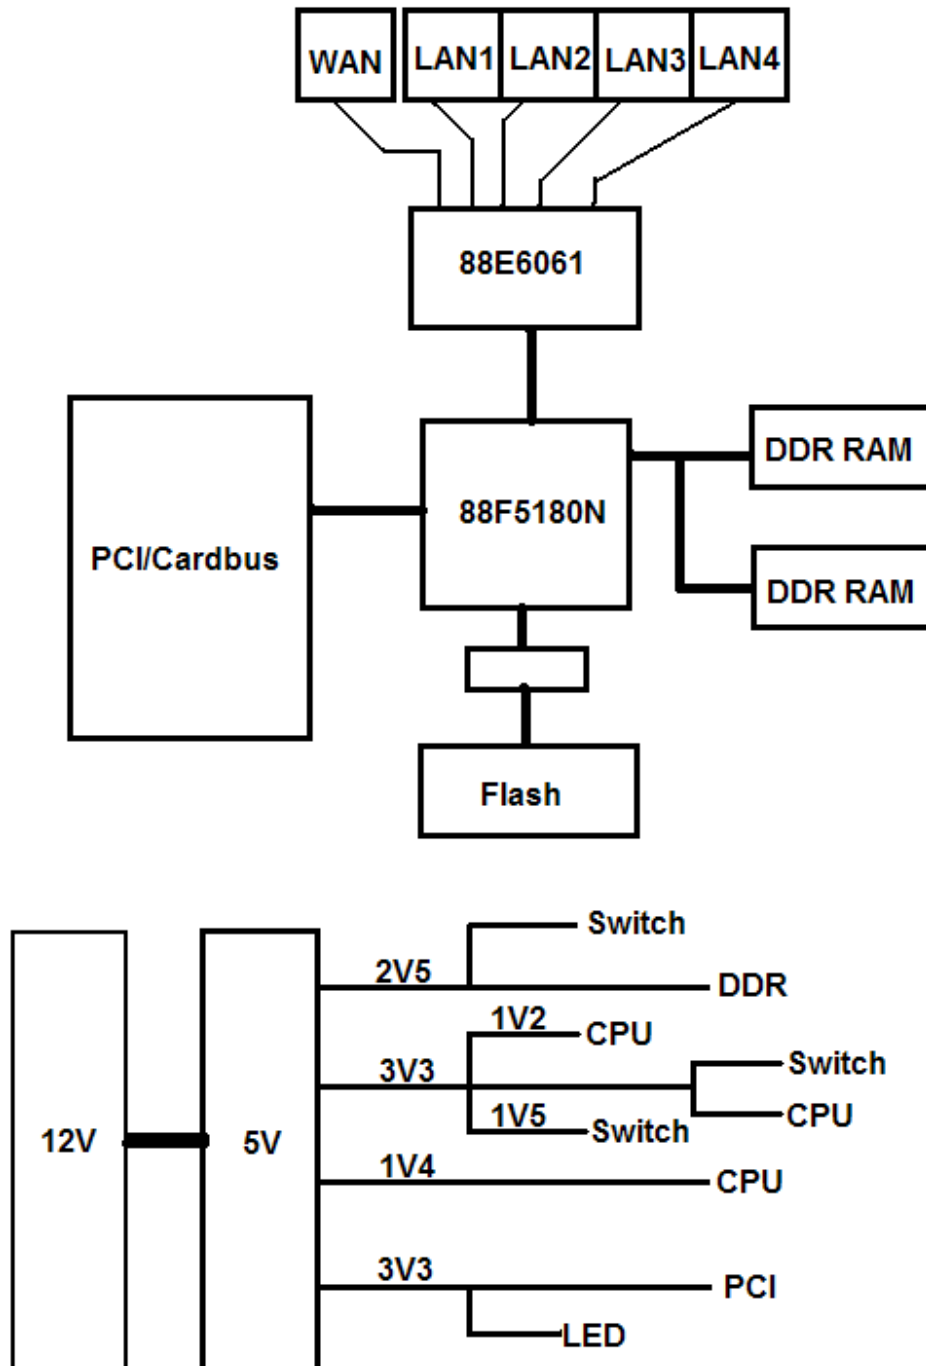 WAN
LAN1
LAN2
LAN3
LAN4
88E6061
DDR RAM
88F5180N
PCI/Cardbus
DDR RAM
Flash
Switch
2V5
DDR
1V2
CPU
3V3
Switch
1V5
CPU
Switch
12V
5V
1V4
CPU
3V3
PCI
LED